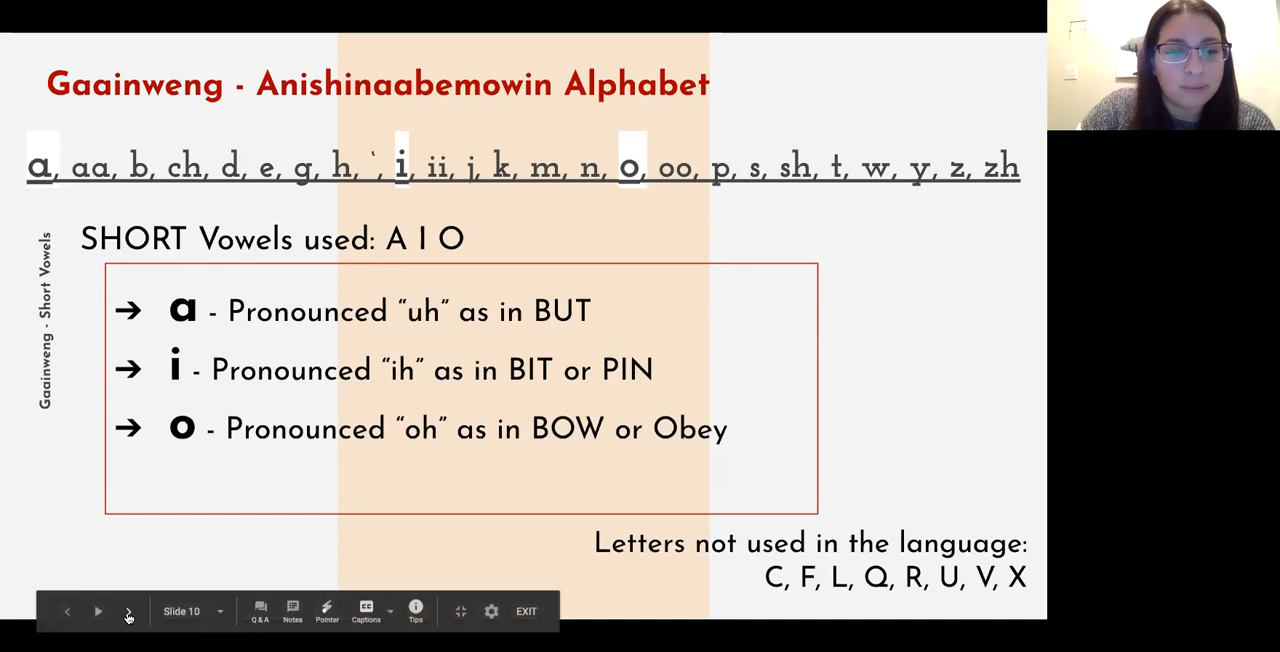 Gaainweng - Anishinaabemowin Alphabet
a, aa, b, ch, d, e, g, h, ‛, i, ii, j, k, m, n, o, oo, p, s, sh, t, w, y, z, zh
Gaainweng - Short Vowels
SHORT Vowels used: A I O
➔ a - Pronounced “uh” as in BUT
➔ i - Pronounced “ih” as in BIT or PIN
➔ o - Pronounced “oh” as in BOW or Obey
Letters not used in the language:
C, F, L, Q, R, U, V, X
Slide 10
Q & A Notes Pointer Captions Tips EXIT